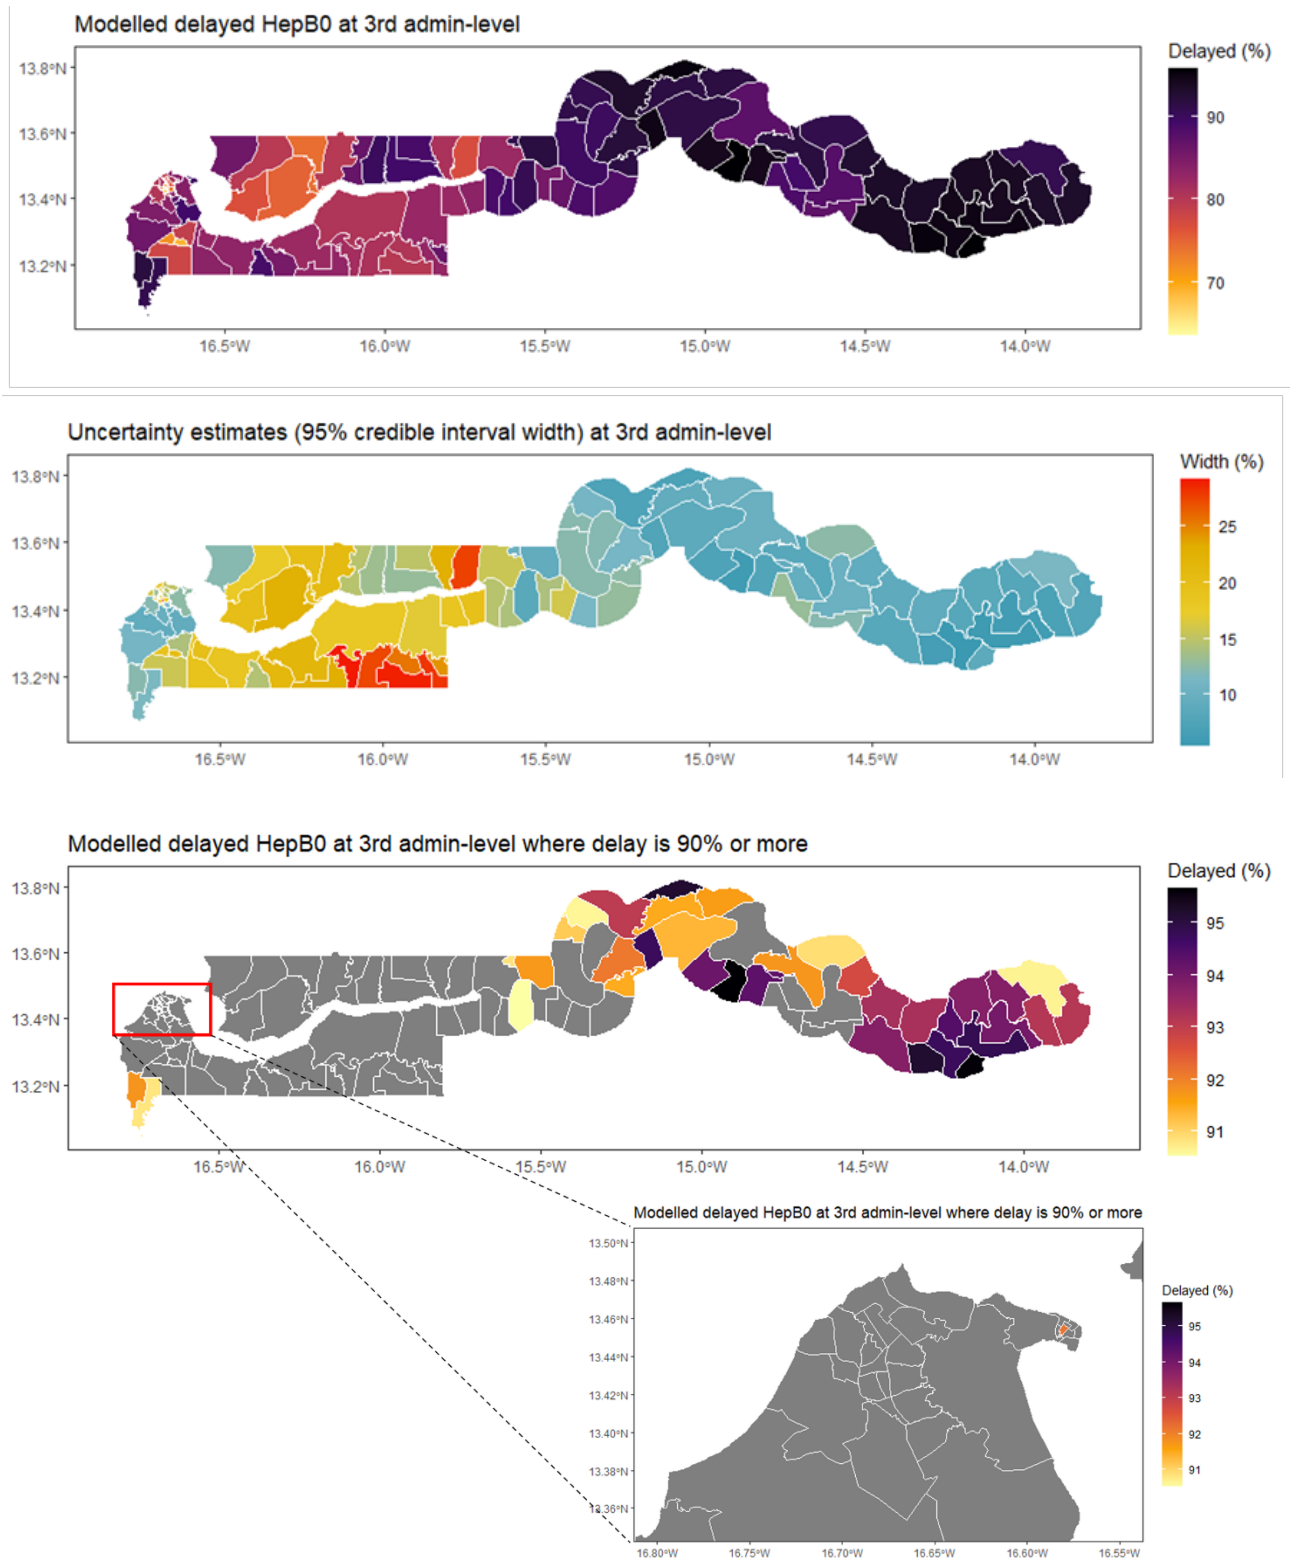 Modelled delayed HepB0 at 3rd admin-level
Delayed (%)
13.8°N
13.6°N
13.4°N
13.2°N
90
80
70
16.5°W 16.0°W 15.5°W 15.0°W 14.5°W 14.0°W
Uncertainty estimates (95% credible interval width) at 3rd admin-level
Width (%)
13.8°N
13.6°N
13.4°N
13.2°N
25
20
15
10
16.5°W 16.0°W 15.5°W 15.0°W 14.5°W 14.0°W
Modelled delayed HepB0 at 3rd admin-level where delay is 90% or more
Delayed (%)
13.8°N
13.6°N
13.4°N
13.2°N
95
94
93
92
91
16.5°W 16.0°W 15.5°W 15.0°W 14.5°W 14.0°W
Modelled delayed HepB0 at 3rd admin-level where delay is 90% or more
13.50°N
13.48°N
13.46°N
13.44°N
13.42°N
13.40°N
13.38°N
13.36°N
Delayed (%)
95
94
93
92
91
16.80°W 16.75°W 16.70°W 16.65°W 16.60°W 16.55°W